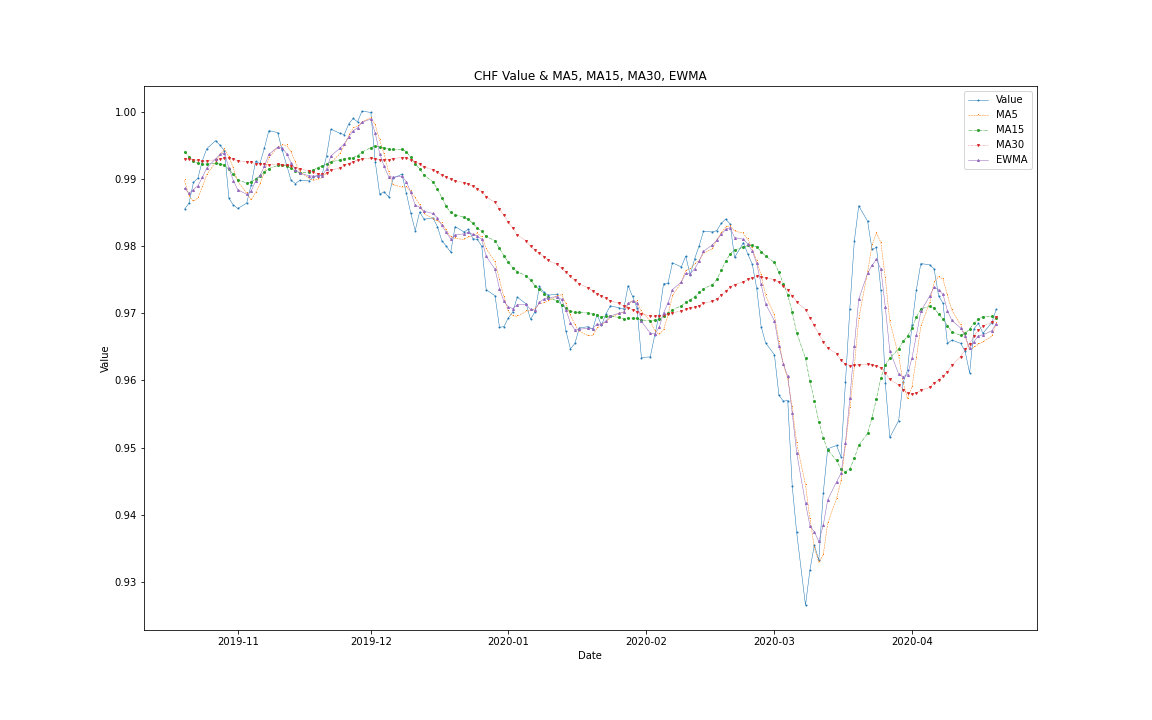 CHF Value & MA5, MA15, MA30, EWMA
Value
MA5
MA15
MA30
EWMA
1.00
0.99
0.98
0.97
0.96
0.95
0.94
0.93
Value
2019-11
2019-12
2020-01
2020-02
2020-03
2020-04
Date